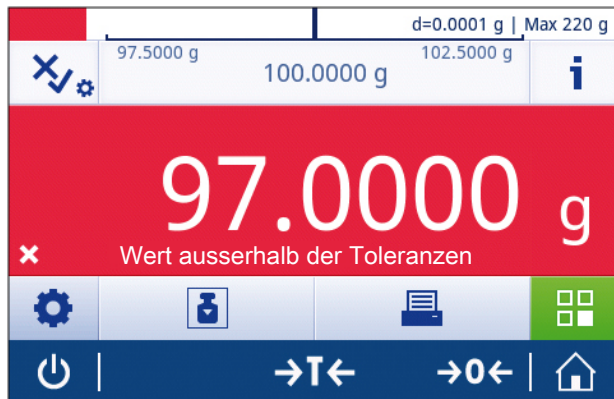 d=0.0001 g | Max 220 g
97.5000 g 102.5000 g
100.0000 g
i
97.0000 g
Wert ausserhalb der Toleranzen
→T← →0←